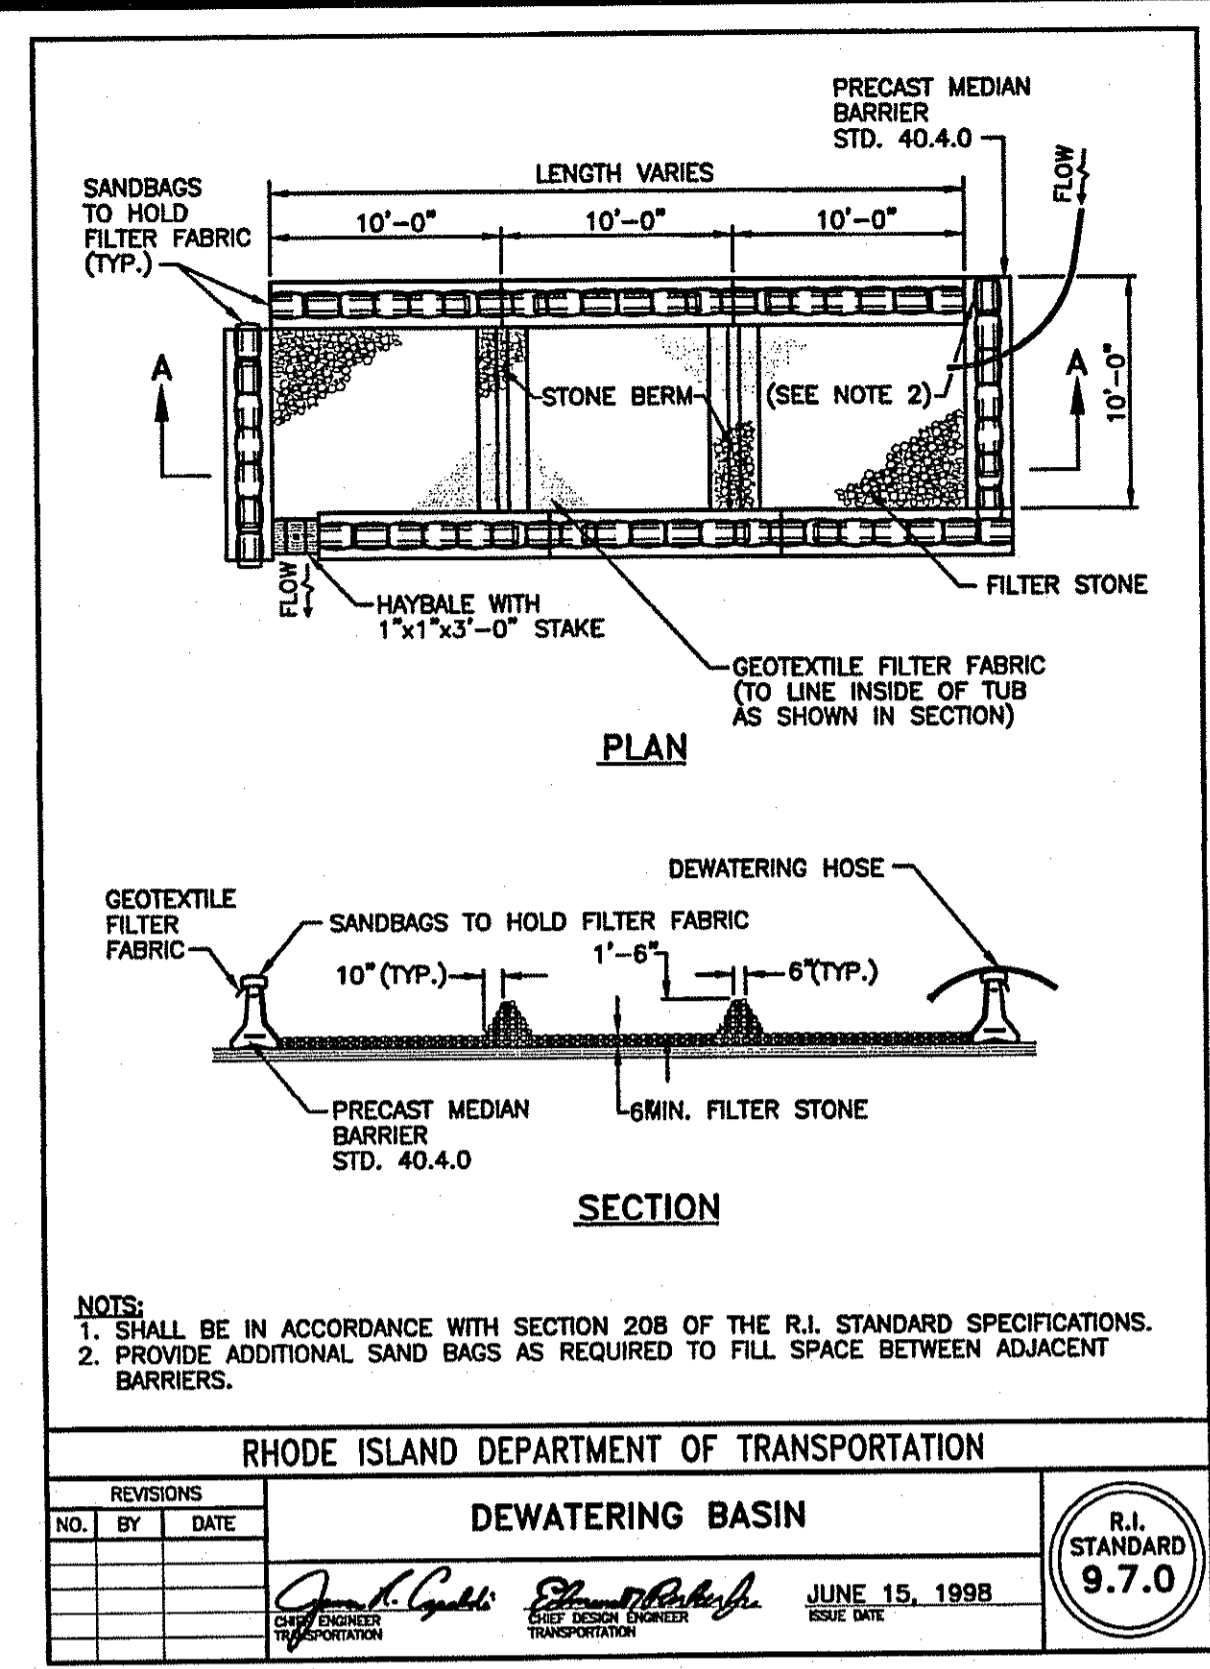 PRECAST MEDIAN
BARRIER
STD. 40.4.0
FLOW
LENGTH VARIES
SANDBAGS
TO HOLD
FILTER FABRIC
(TYP.)
10'-0"
10'-0"
10'-0"
A
STONE BERM
(SEE NOTE 2)
A
10'-0"
FLOW
HAYBALE WITH
1"x1"x3'-0" STAKE
FILTER STONE
GEOTEXTILE FILTER FABRIC
(TO LINE INSIDE OF TUB
AS SHOWN IN SECTION)
PLAN
DEWATERING HOSE
GEOTEXTILE
FILTER
FABRIC
SANDBAGS TO HOLD FILTER FABRIC
1'-6"
10" (TYP.)
6"(TYP.)
PRECAST MEDIAN
BARRIER
STD. 40.4.0
6"MIN. FILTER STONE
SECTION
NOTS:
1. SHALL BE IN ACCORDANCE WITH SECTION 208 OF THE R.I. STANDARD SPECIFICATIONS.
2. PROVIDE ADDITIONAL SAND BAGS AS REQUIRED TO FILL SPACE BETWEEN ADJACENT
BARRIERS.
RHODE ISLAND DEPARTMENT OF TRANSPORTATION
REVISIONS
NO. BY DATE
DEWATERING BASIN
CHIEF ENGINEER
TRANSPORTATION
CHIEF DESIGN ENGINEER
TRANSPORTATION
JUNE 15, 1998
ISSUE DATE
R.I.
STANDARD
9.7.0